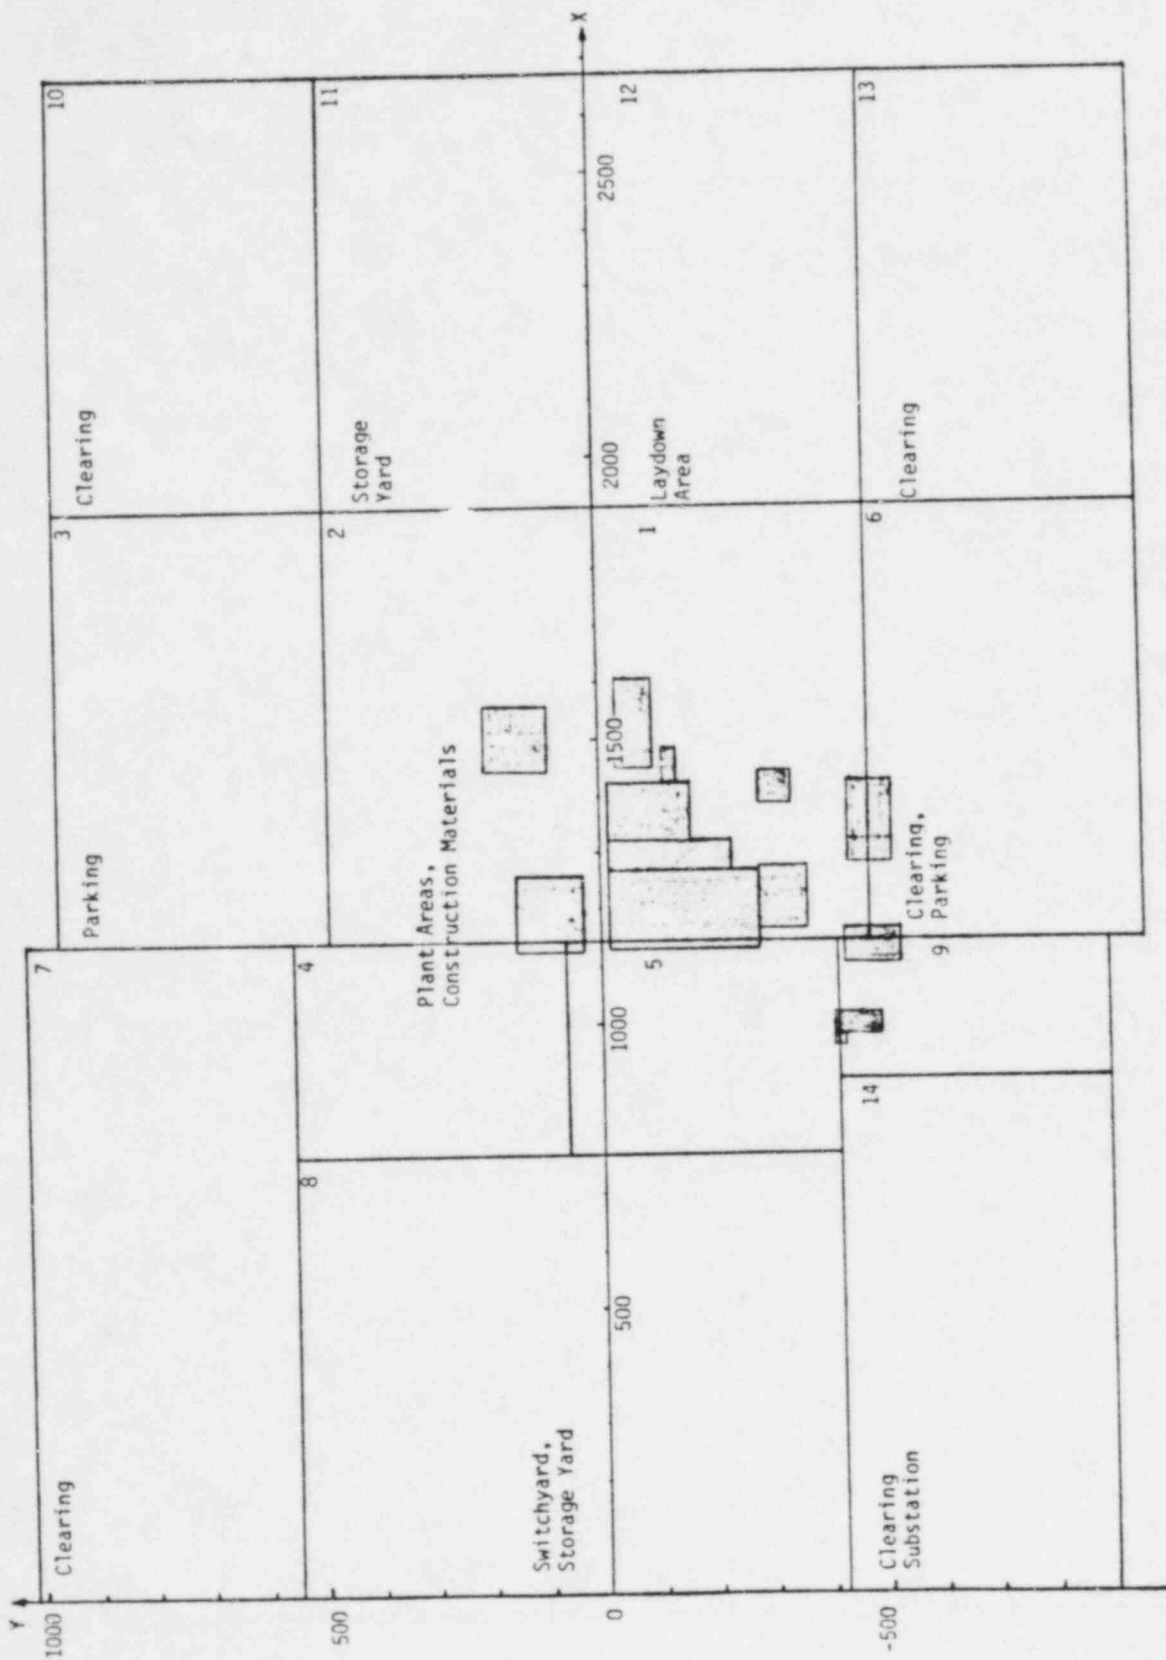 Y
1000
500
0
-500
X
500
1000
1500
2000
2500
7
Clearing
3
Parking
10
Clearing
8
Switchyard,
Storage Yard
4
Plant Areas,
Construction Materials
2
11
Storage
Yard
5
1
12
Laydown
Area
14
Clearing
Substation
9
Clearing,
Parking
6
13
Clearing